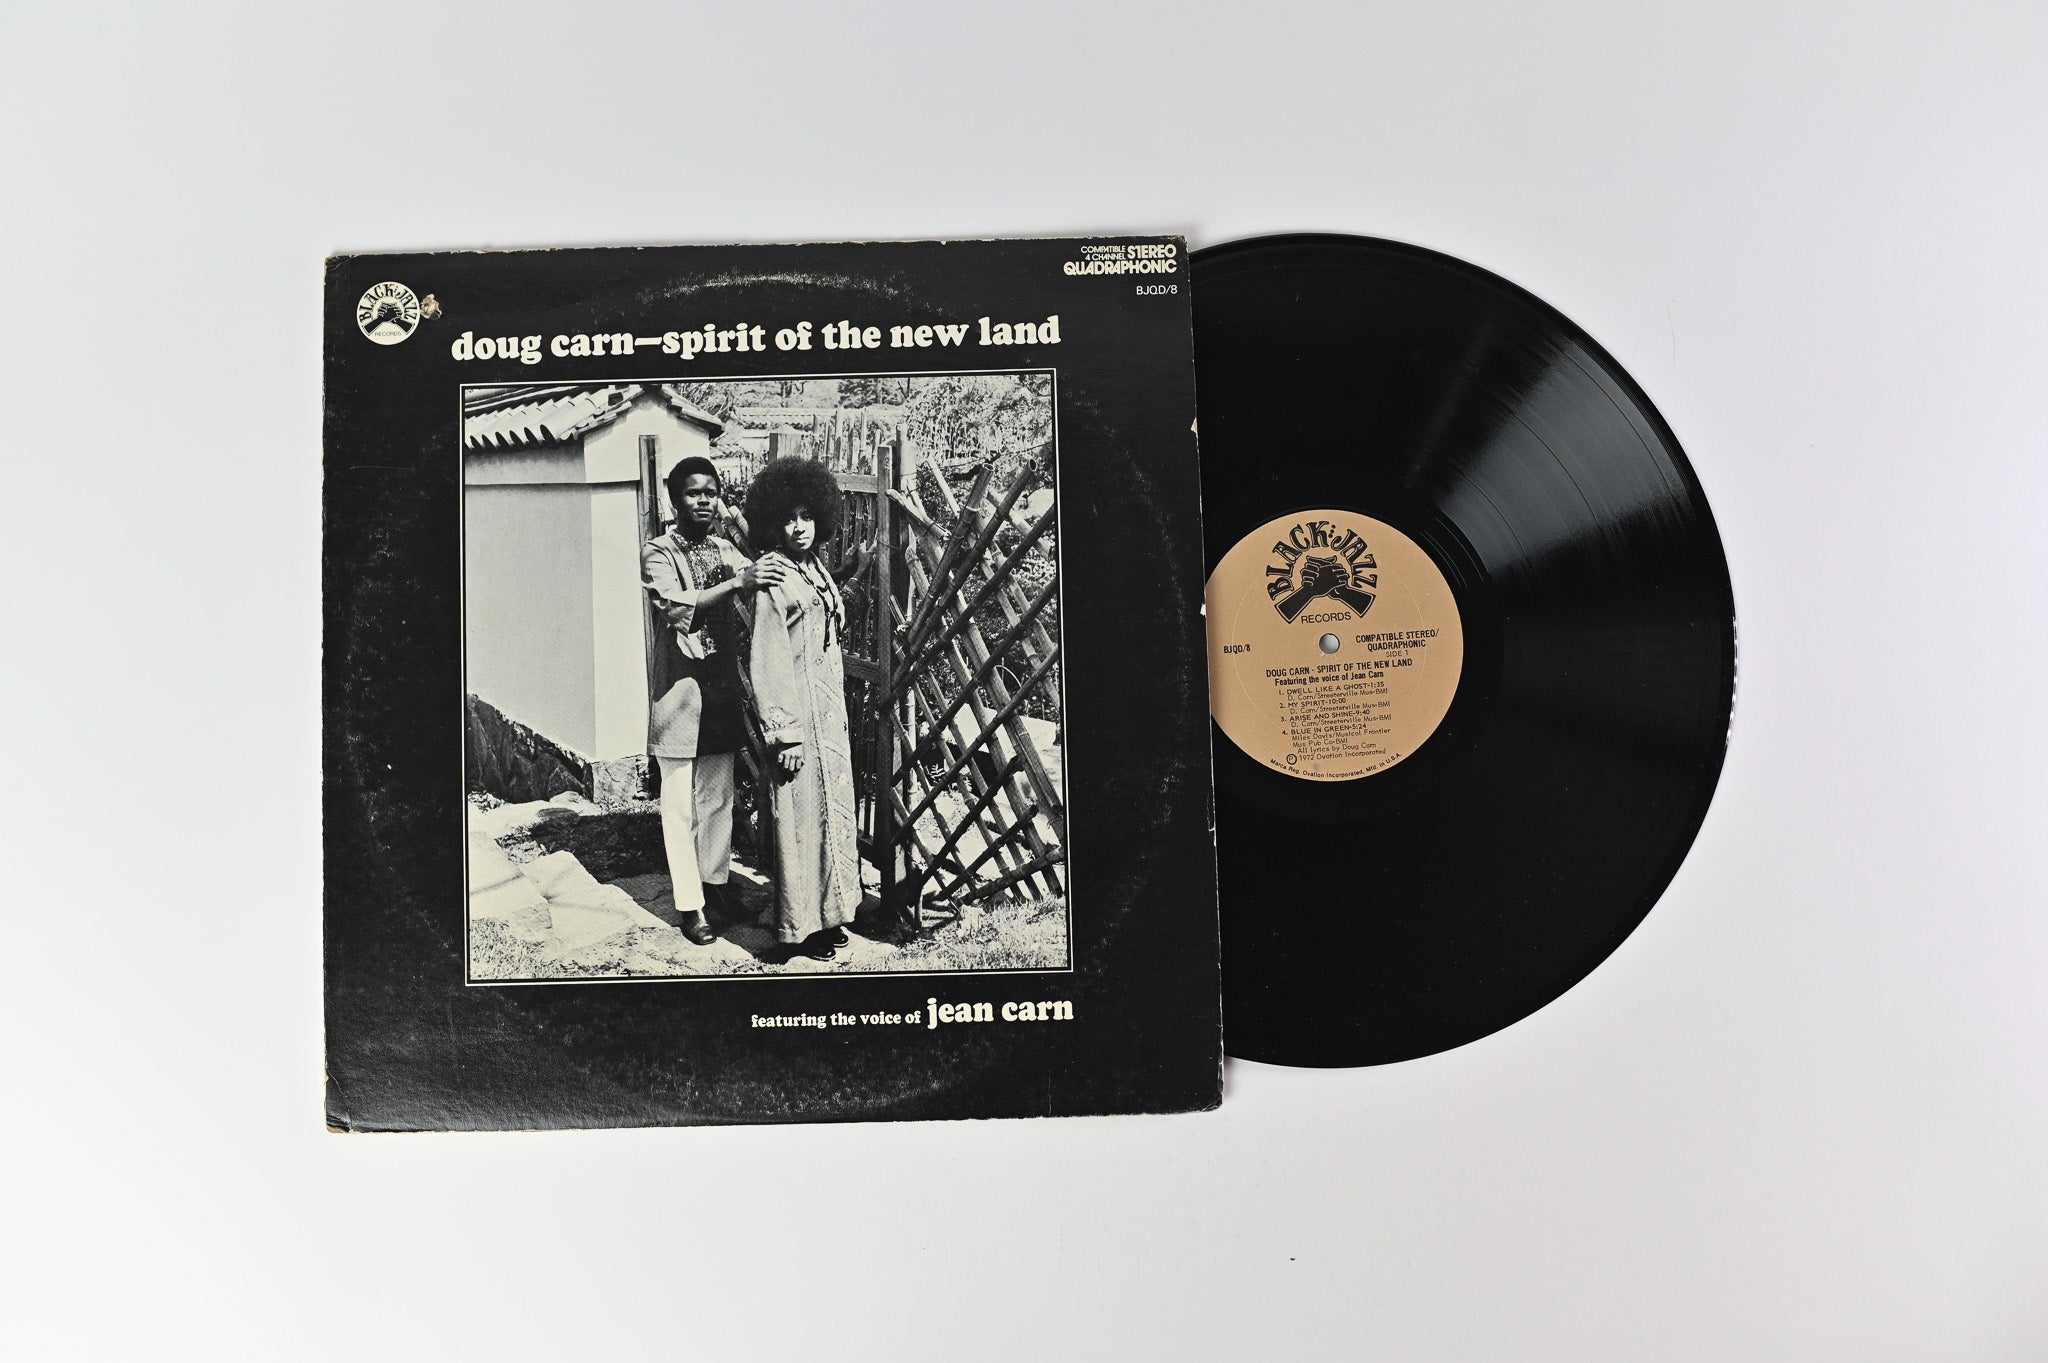 BLACK JAZZ
RECORDS
COMPATIBLE
4 CHANNEL STEREO
QUADRAPHONIC
BJQD/8
doug carn—spirit of the new land
featuring the voice of jean carn
BLACK JAZZ
RECORDS
BJQD/8
COMPATIBLE STEREO/
QUADRAPHONIC
SIDE 1
DOUG CARN - SPIRIT OF THE NEW LAND
Featuring the voice of Jean Carn
1. DWELL LIKE A GHOST-1:35
D. Carn/Streeterville Mus-BMI
2. MY SPIRIT-10:00
D. Carn/Streeterville Mus-BMI
3. ARISE AND SHINE-9:40
D. Carn/Streeterville Mus-BMI
4. BLUE IN GREEN-5:24
Miles Davis/Musical Frontier
Mus Pub Co-BMI
All lyrics by Doug Carn
Ⓟ 1972 Ovation Incorporated
Marca Reg. Ovation Incorporated, Mfd. in U.S.A.